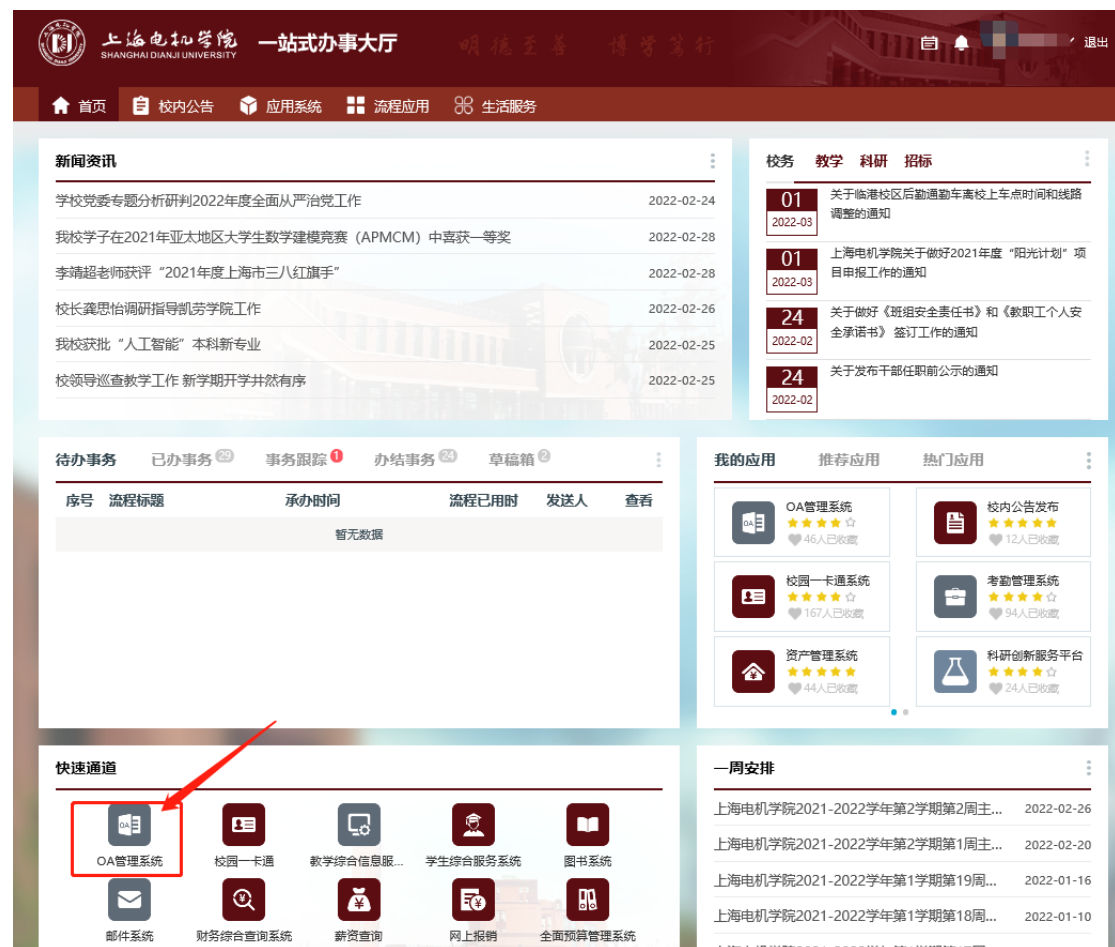 上海电机学院
SHANGHAI DIANJI UNIVERSITY
一站式办事大厅
明德至善 博学笃行
退出
首页 校内公告 应用系统 流程应用 生活服务
新闻资讯
学校党委专题分析研判2022年度全面从严治党工作 2022-02-24
我校学子在2021年亚太地区大学生数学建模竞赛（APMCM）中喜获一等奖 2022-02-28
李靖超老师获评“2021年度上海市三八红旗手” 2022-02-28
校长龚思怡调研指导凯劳学院工作 2022-02-26
我校获批“人工智能”本科新专业 2022-02-25
校领导巡查教学工作 新学期开学井然有序 2022-02-25
校务 教学 科研 招标
01
2022-03
关于临港校区后勤通勤车离校上车点时间和线路
调整的通知
01
2022-03
上海电机学院关于做好2021年度“阳光计划”项
目申报工作的通知
24
2022-02
关于做好《班组安全责任书》和《教职工个人安
全承诺书》 签订工作的通知
24
2022-02
关于发布干部任职前公示的通知
待办事务 已办事务 29 事务跟踪 1 办结事务 24 草稿箱 2
序号 流程标题 承办时间 流程已用时 发送人 查看
暂无数据
我的应用 推荐应用 热门应用
OA
OA管理系统
46人已收藏
校内公告发布
12人已收藏
校园一卡通系统
167人已收藏
考勤管理系统
94人已收藏
资产管理系统
44人已收藏
科研创新服务平台
24人已收藏
快速通道
OA
OA管理系统 校园一卡通 教学综合信息服... 学生综合服务系统 图书系统
邮件系统 财务综合查询系统 薪资查询 网上报销 全面预算管理系统
一周安排
上海电机学院2021-2022学年第2学期第2周主... 2022-02-26
上海电机学院2021-2022学年第2学期第1周主... 2022-02-20
上海电机学院2021-2022学年第1学期第19周... 2022-01-16
上海电机学院2021-2022学年第1学期第18周... 2022-01-10